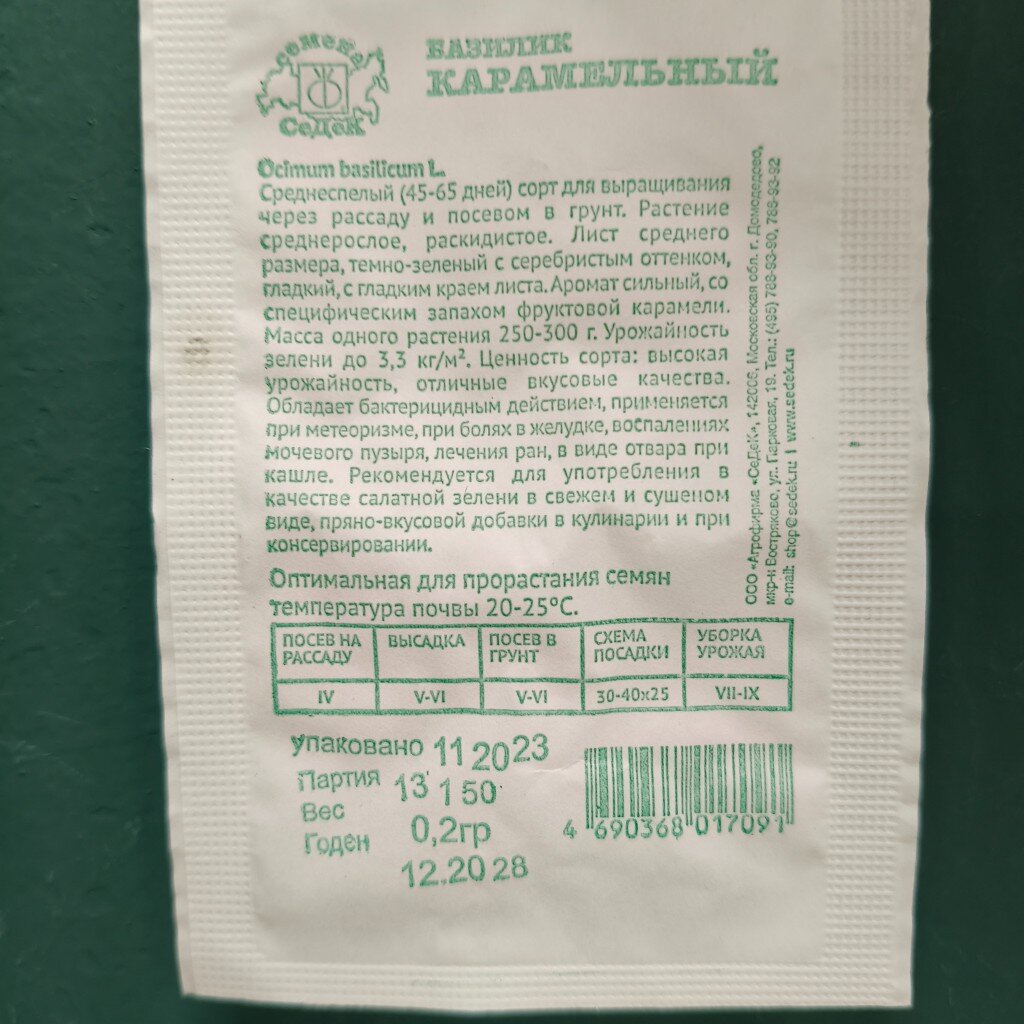 семена
СеДеК
БАЗИЛИК
КАРАМЕЛЬНЫЙ
Ocimum basilicum L.
Среднеспелый (45-65 дней) сорт для выращивания
через рассаду и посевом в грунт. Растение
среднерослое, раскидистое. Лист среднего
размера, темно-зеленый с серебристым оттенком,
гладкий, с гладким краем листа. Аромат сильный, со
специфическим запахом фруктовой карамели.
Масса одного растения 250-300 г. Урожайность
зелени до 3,3 кг/м². Ценность сорта: высокая
урожайность, отличные вкусовые качества.
Обладает бактерицидным действием, применяется
при метеоризме, при болях в желудке, воспалениях
мочевого пузыря, лечения ран, в виде отвара при
кашле. Рекомендуется для употребления в
качестве салатной зелени в свежем и сушеном
виде, пряно-вкусовой добавки в кулинарии и при
консервировании.
Оптимальная для прорастания семян
температура почвы 20-25°С.
ПОСЕВ НА РАССАДУ ВЫСАДКА ПОСЕВ В ГРУНТ СХЕМА ПОСАДКИ УБОРКА УРОЖАЯ
IV V-VI V-VI 30-40х25 VII-IX
Упаковано 11 2023
Партия 13 150
Вес 0,2гр
Годен 12.20 28
4 690368 017091
ООО «Агрофирма «СеДеК», 142006, Московская обл. г. Домодедово,
мкр-н Востряково, ул. Парковая, 19. Тел.: (495) 788-93-90, 788-93-92
e-mail: shop@sedek.ru | www.sedek.ru